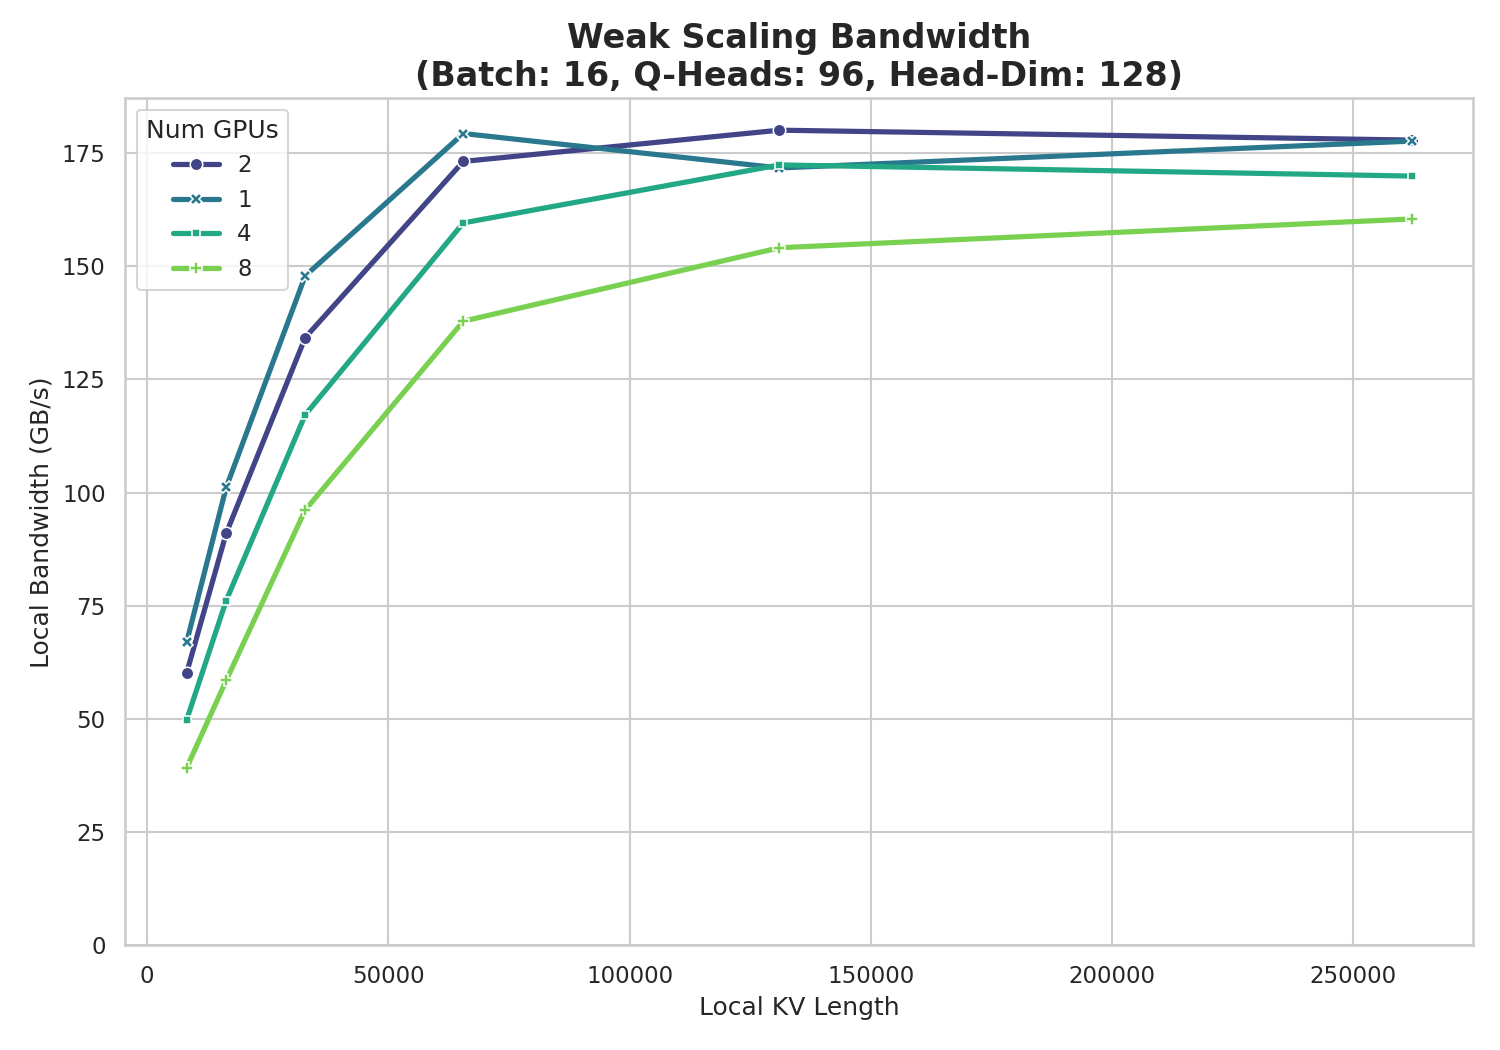 Weak Scaling Bandwidth
(Batch: 16, Q-Heads: 96, Head-Dim: 128)
Num GPUs
2
1
4
8
Local Bandwidth (GB/s)
175
150
125
100
75
50
25
0
0 50000 100000 150000 200000 250000
Local KV Length